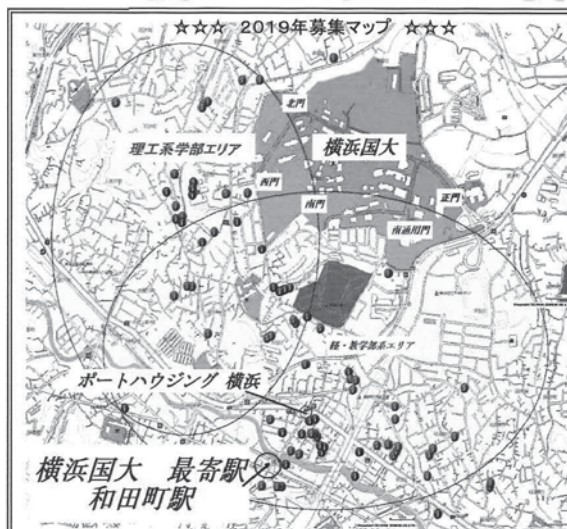 ☆☆☆ 2019年募集マップ ☆☆☆
北門
理工系学部エリア
横浜国大
西門
南門
正門
南通用門
経・教学部系エリア
ポートハウジング 横浜
横浜国大 最寄駅
和田町駅